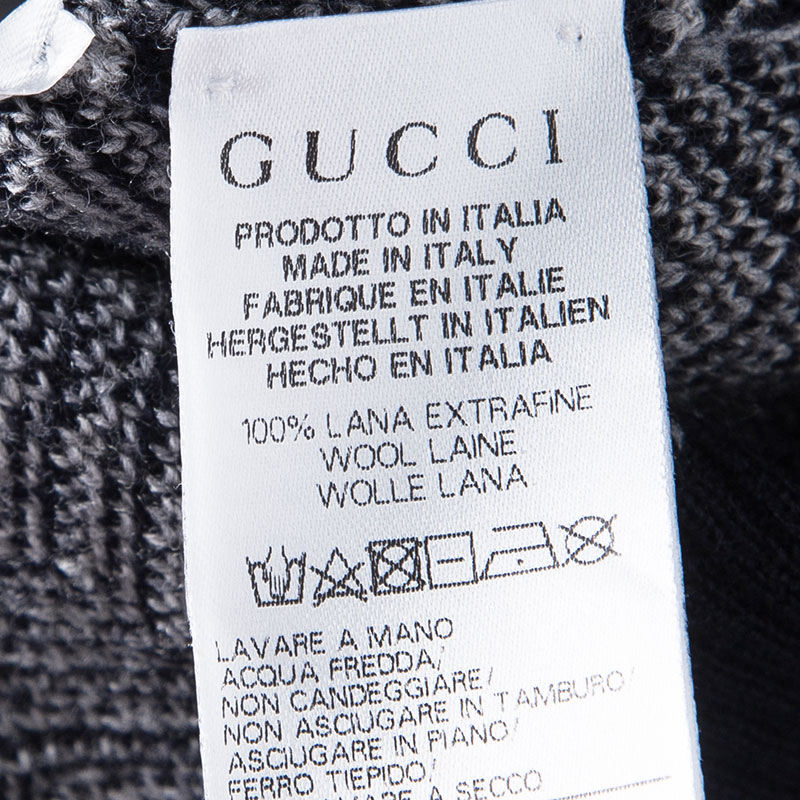 GUCCI
PRODOTTO IN ITALIA
MADE IN ITALY
FABRIQUE EN ITALIE
HERGESTELLT IN ITALIEN
HECHO EN ITALIA
100% LANA EXTRAFINE
WOOL LAINE
WOLLE LANA
LAVARE A MANO
ACQUA FREDDA/
NON CANDEGGIARE/
NON ASCIUGARE IN TAMBURO/
ASCIUGARE IN PIANO/
FERRO TIEPIDO/
A SECCO